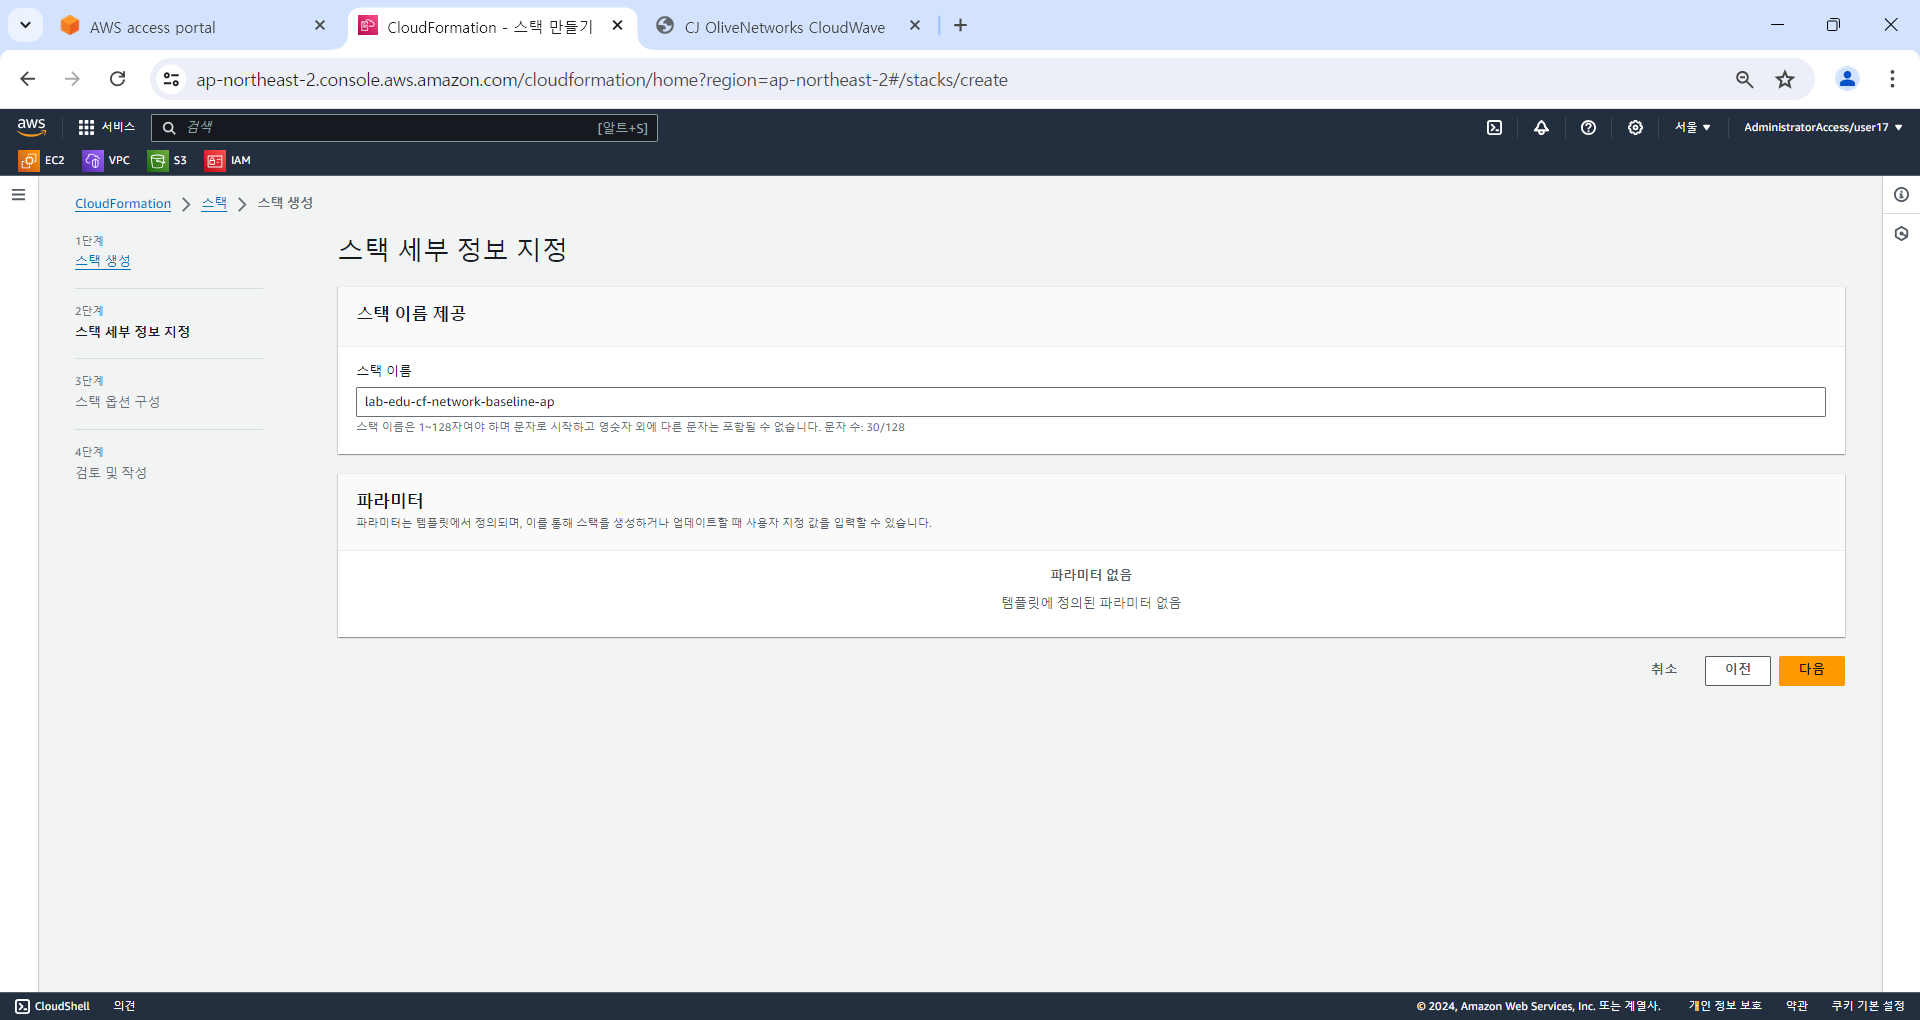 AWS access portal
CloudFormation - 스택 만들기
CJ OliveNetworks CloudWave
ap-northeast-2.console.aws.amazon.com/cloudformation/home?region=ap-northeast-2#/stacks/create
aws
서비스
검색
[알트+S]
서울 ▼
AdministratorAccess/user17 ▼
EC2
VPC
S3
IAM
CloudFormation > 스택 > 스택 생성
1단계
스택 생성
2단계
스택 세부 정보 지정
3단계
스택 옵션 구성
4단계
검토 및 작성
스택 세부 정보 지정
스택 이름 제공
스택 이름
lab-edu-cf-network-baseline-ap
스택 이름은 1~128자여야 하며 문자로 시작하고 영숫자 외에 다른 문자는 포함될 수 없습니다. 문자 수: 30/128
파라미터
파라미터는 템플릿에서 정의되며, 이를 통해 스택을 생성하거나 업데이트할 때 사용자 지정 값을 입력할 수 있습니다.
파라미터 없음
템플릿에 정의된 파라미터 없음
취소
이전
다음
CloudShell
의견
© 2024, Amazon Web Services, Inc. 또는 계열사.
개인 정보 보호
약관
쿠키 기본 설정